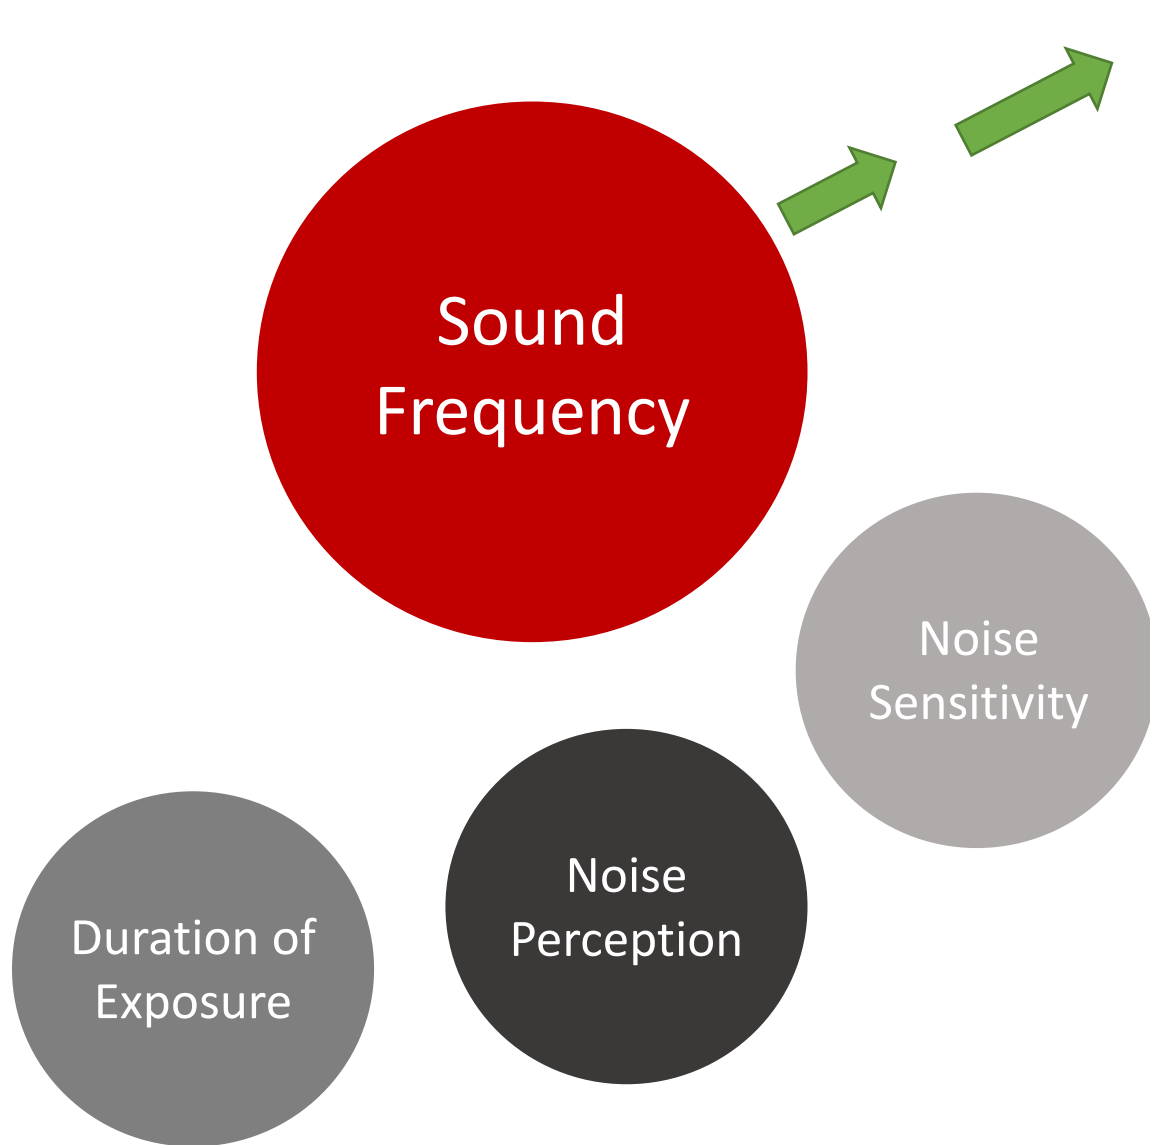 Sound
Frequency
Noise
Sensitivity
Noise
Perception
Duration of
Exposure